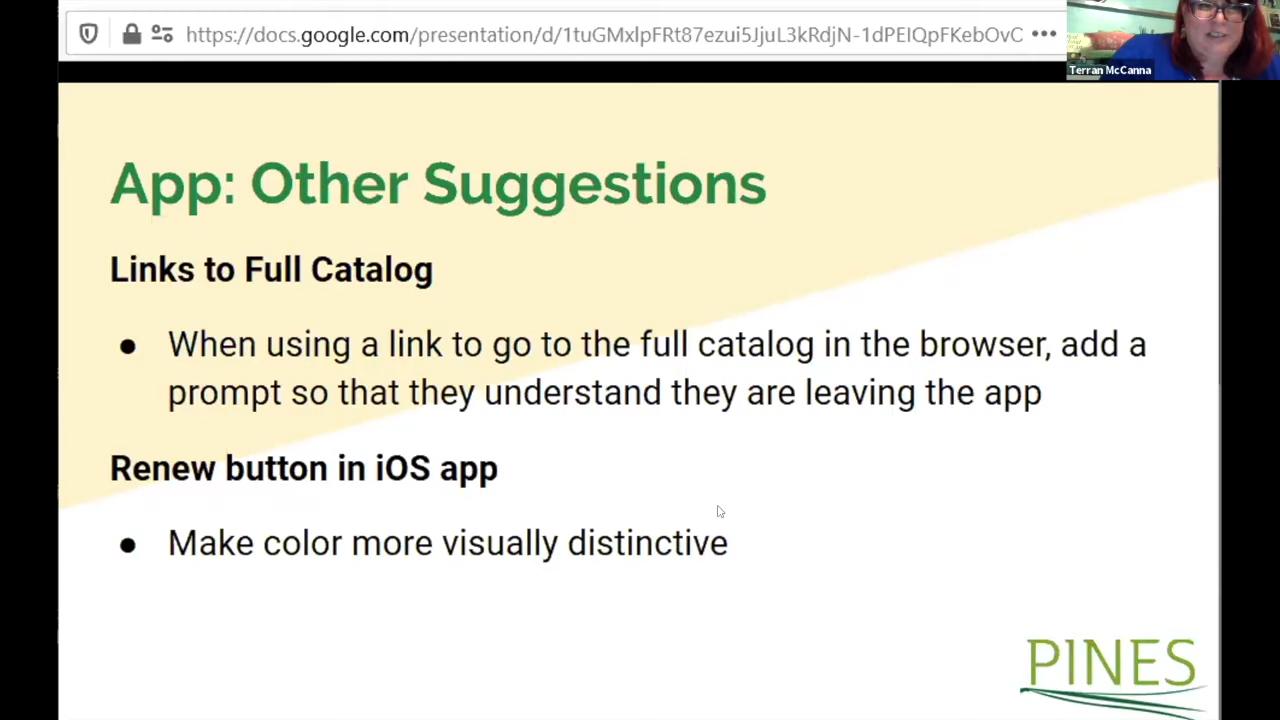 https://docs.google.com/presentation/d/1tuGMxlpFRt87ezui5JjuL3kRdjN-1dPEIQpFKebOvC
Terran McCanna
App: Other Suggestions
Links to Full Catalog
● When using a link to go to the full catalog in the browser, add a
prompt so that they understand they are leaving the app
Renew button in iOS app
● Make color more visually distinctive
PINES